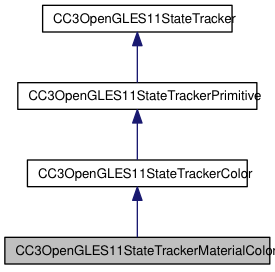 CC3OpenGLES11StateTracker
CC3OpenGLES11StateTrackerPrimitive
CC3OpenGLES11StateTrackerColor
CC3OpenGLES11StateTrackerMaterialColor